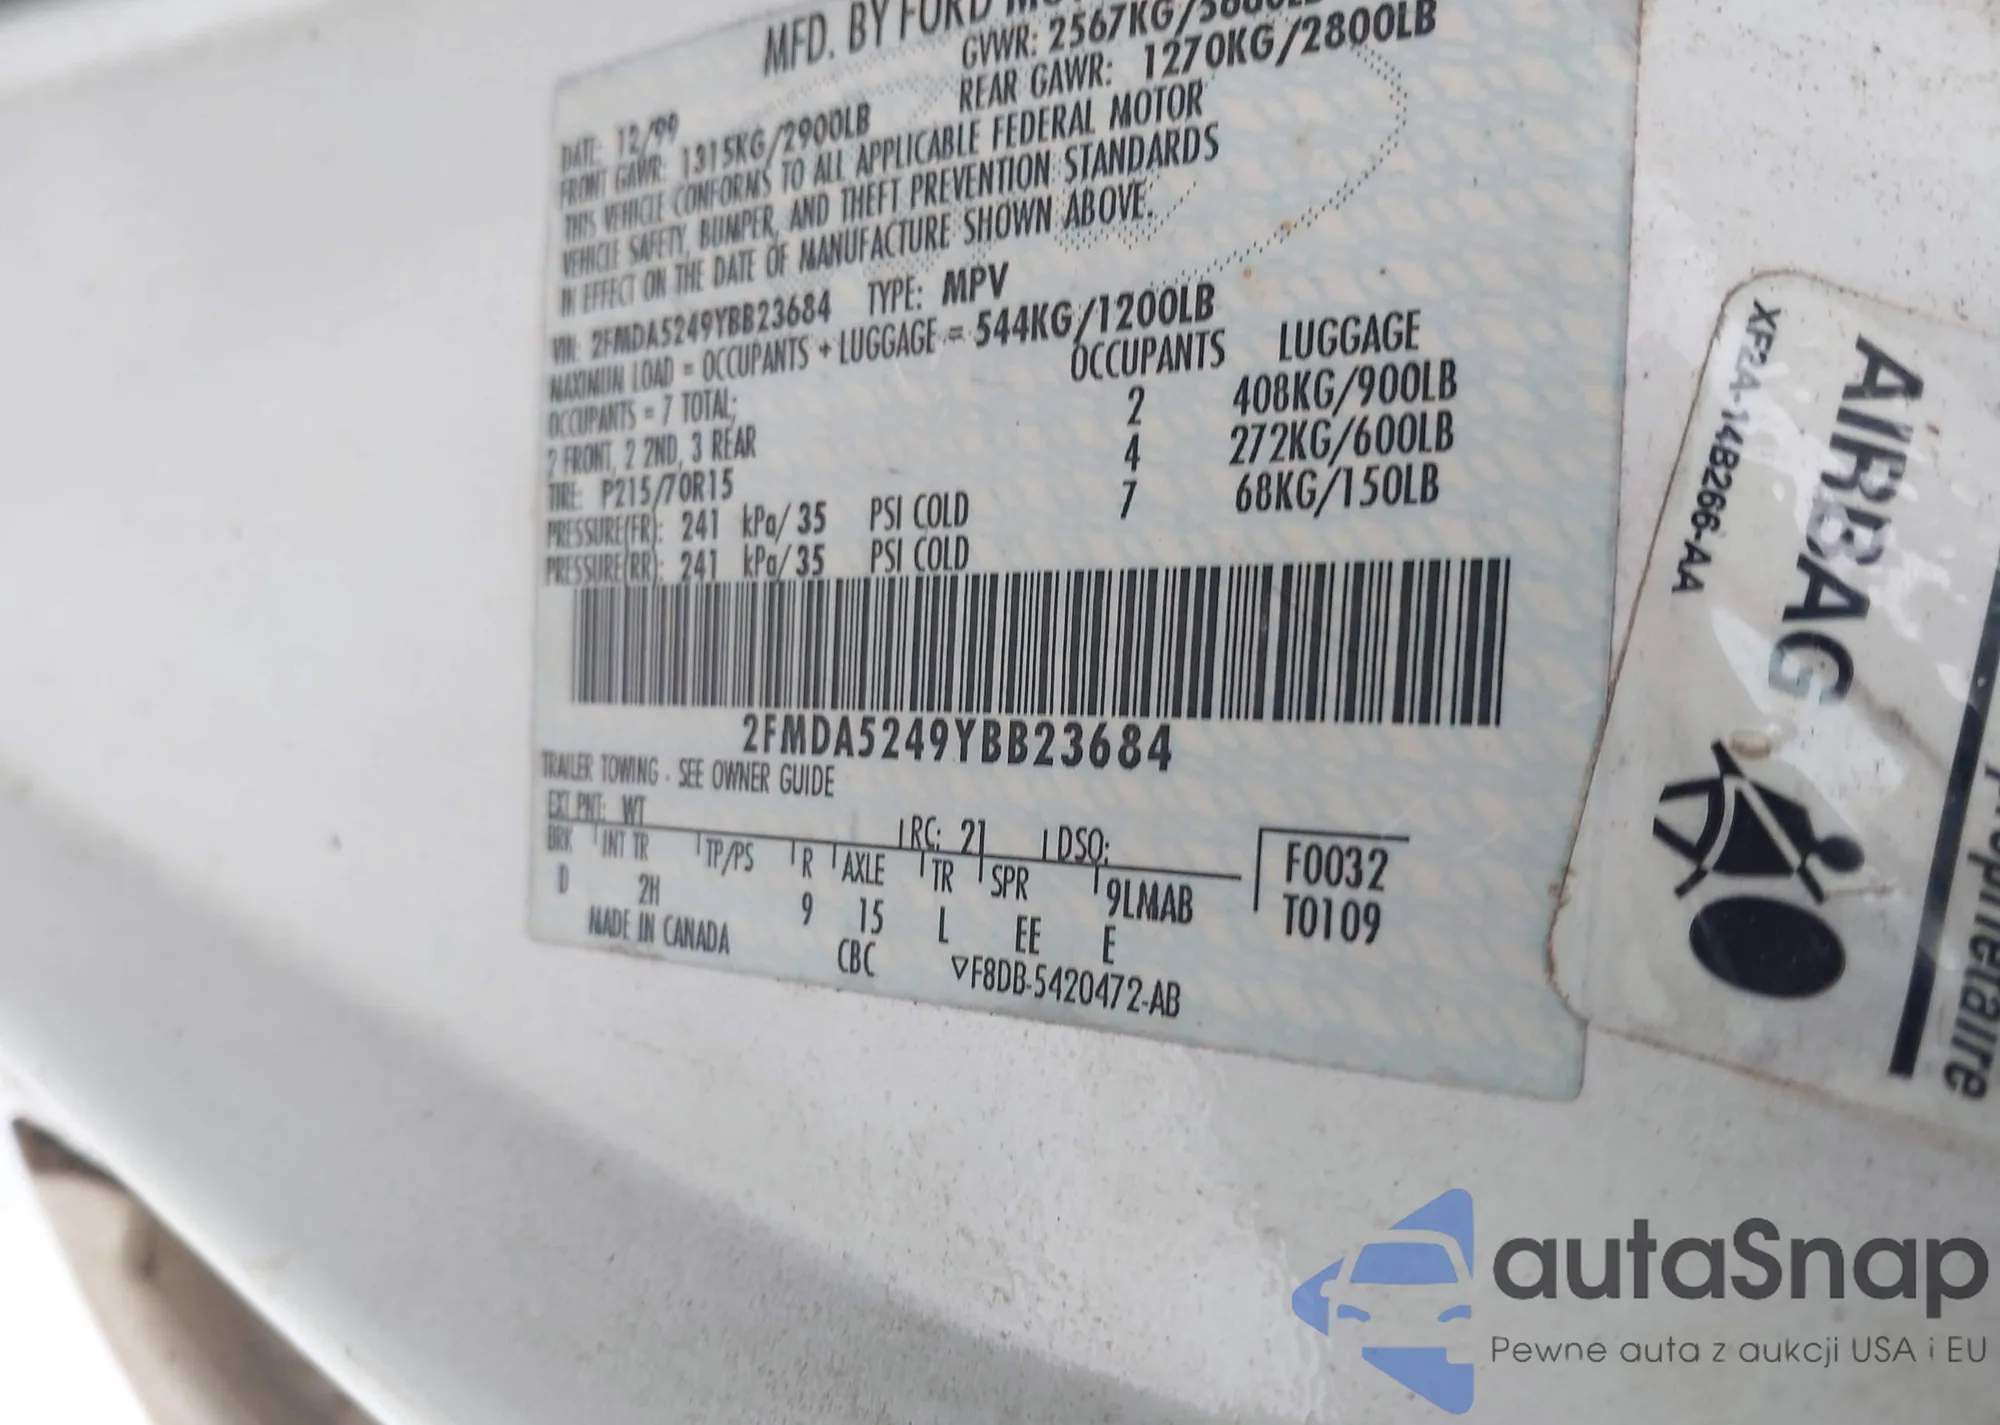 MFD. BY FORD
GVWR: 2567KG/
DATE: 12/99
FRONT GAWR: 1315KG/2900LB REAR GAWR: 1270KG/2800LB
THIS VEHICLE CONFORMS TO ALL APPLICABLE FEDERAL MOTOR
VEHICLE SAFETY, BUMPER, AND THEFT PREVENTION STANDARDS
IN EFFECT ON THE DATE OF MANUFACTURE SHOWN ABOVE.
VIN: 2FMDA5249YBB23684 TYPE: MPV
MAXIMUN LOAD = OCCUPANTS + LUGGAGE = 544KG/1200LB
OCCUPANTS = 7 TOTAL; OCCUPANTS LUGGAGE
2 FRONT, 2 2ND, 3 REAR 2 408KG/900LB
TIRE: P215/70R15 4 272KG/600LB
PRESSURE(FR): 241 kPa/35 PSI COLD 7 68KG/150LB
PRESSURE(RR): 241 kPa/35 PSI COLD
2FMDA5249YBB23684
TRAILER TOWING - SEE OWNER GUIDE
EXT PNT: WT RC: 21 DSO: F0032
BRK INT TR TP/PS R AXLE TR SPR 9LMAB T0109
D 2H 9 15 L EE E
MADE IN CANADA CBC ▽F8DB-5420472-AB
XF2A-14B266-AA
AIRBAG
autaSnap
Pewne auta z aukcji USA i EU